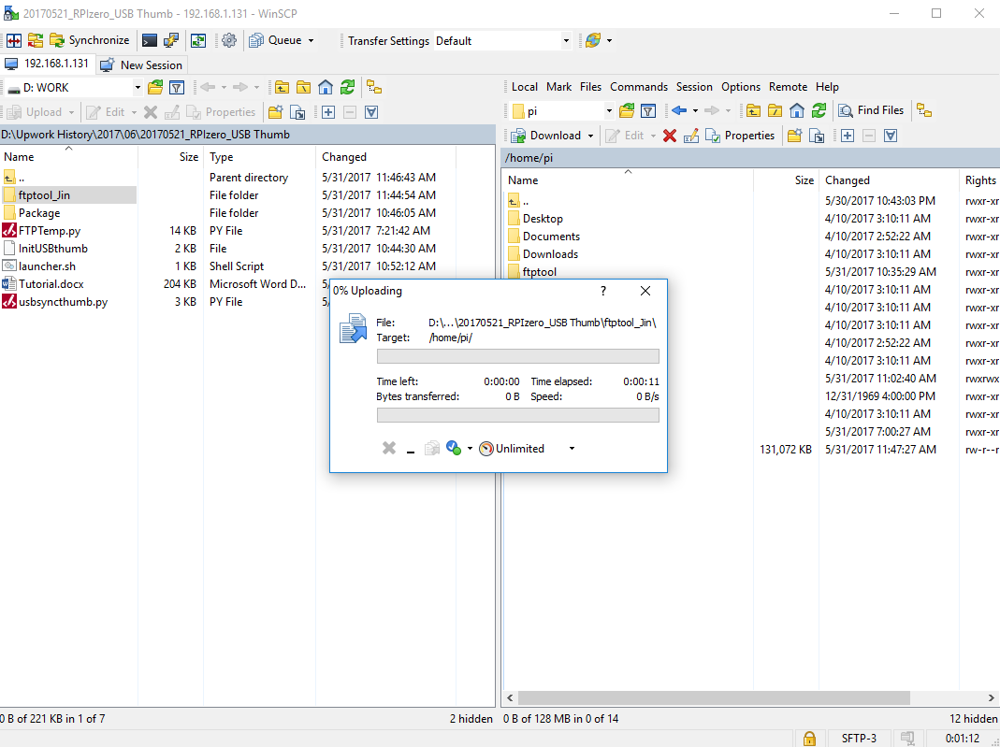 20170521_RPIzero_USB Thumb - 192.168.1.131 - WinSCP
Synchronize Queue Transfer Settings Default
192.168.1.131 New Session
D: WORK
Upload Edit Properties
D:\Upwork History\2017\06\20170521_RPIzero_USB Thumb
Name Size Type Changed
.. Parent directory 5/31/2017 11:46:43 AM
ftptool_Jin File folder 5/31/2017 11:44:54 AM
Package File folder 5/31/2017 10:46:05 AM
FTPTemp.py 14 KB PY File 5/31/2017 7:21:42 AM
InitUSBthumb 2 KB File 5/31/2017 10:44:30 AM
launcher.sh 1 KB Shell Script 5/31/2017 10:52:12 AM
Tutorial.docx 204 KB Microsoft Word D... 5/
usbsyncthumb.py 3 KB PY File 5/
0 B of 221 KB in 1 of 7 2 hidden
Local Mark Files Commands Session Options Remote Help
pi Find Files
Download Edit Properties
/home/pi
Name Size Changed Rights
.. 5/30/2017 10:43:03 PM rwxr-xr
Desktop 4/10/2017 3:10:11 AM rwxr-xr
Documents 4/10/2017 2:52:22 AM rwxr-xr
Downloads 4/10/2017 3:10:11 AM rwxr-xr
ftptool 5/31/2017 10:35:29 AM rwxr-xr
4/10/2017 3:10:11 AM rwxr-xr
4/10/2017 3:10:11 AM rwxr-xr
4/10/2017 3:10:11 AM rwxr-xr
4/10/2017 2:52:22 AM rwxr-xr
4/10/2017 3:10:11 AM rwxr-xr
5/31/2017 11:02:40 AM rwxrwx
12/31/1969 4:00:00 PM rwxr-xr
4/10/2017 3:10:11 AM rwxr-xr
5/31/2017 7:00:27 AM rwxr-xr
131,072 KB 5/31/2017 11:47:27 AM rw-r--r
0 B of 128 MB in 0 of 14 12 hidden
0% Uploading ?
File: D:\...\20170521_RPIzero_USB Thumb\ftptool_Jin\
Target: /home/pi/
Time left: 0:00:00 Time elapsed: 0:00:11
Bytes transferred: 0 B Speed: 0 B/s
Unlimited
SFTP-3 0:01:12